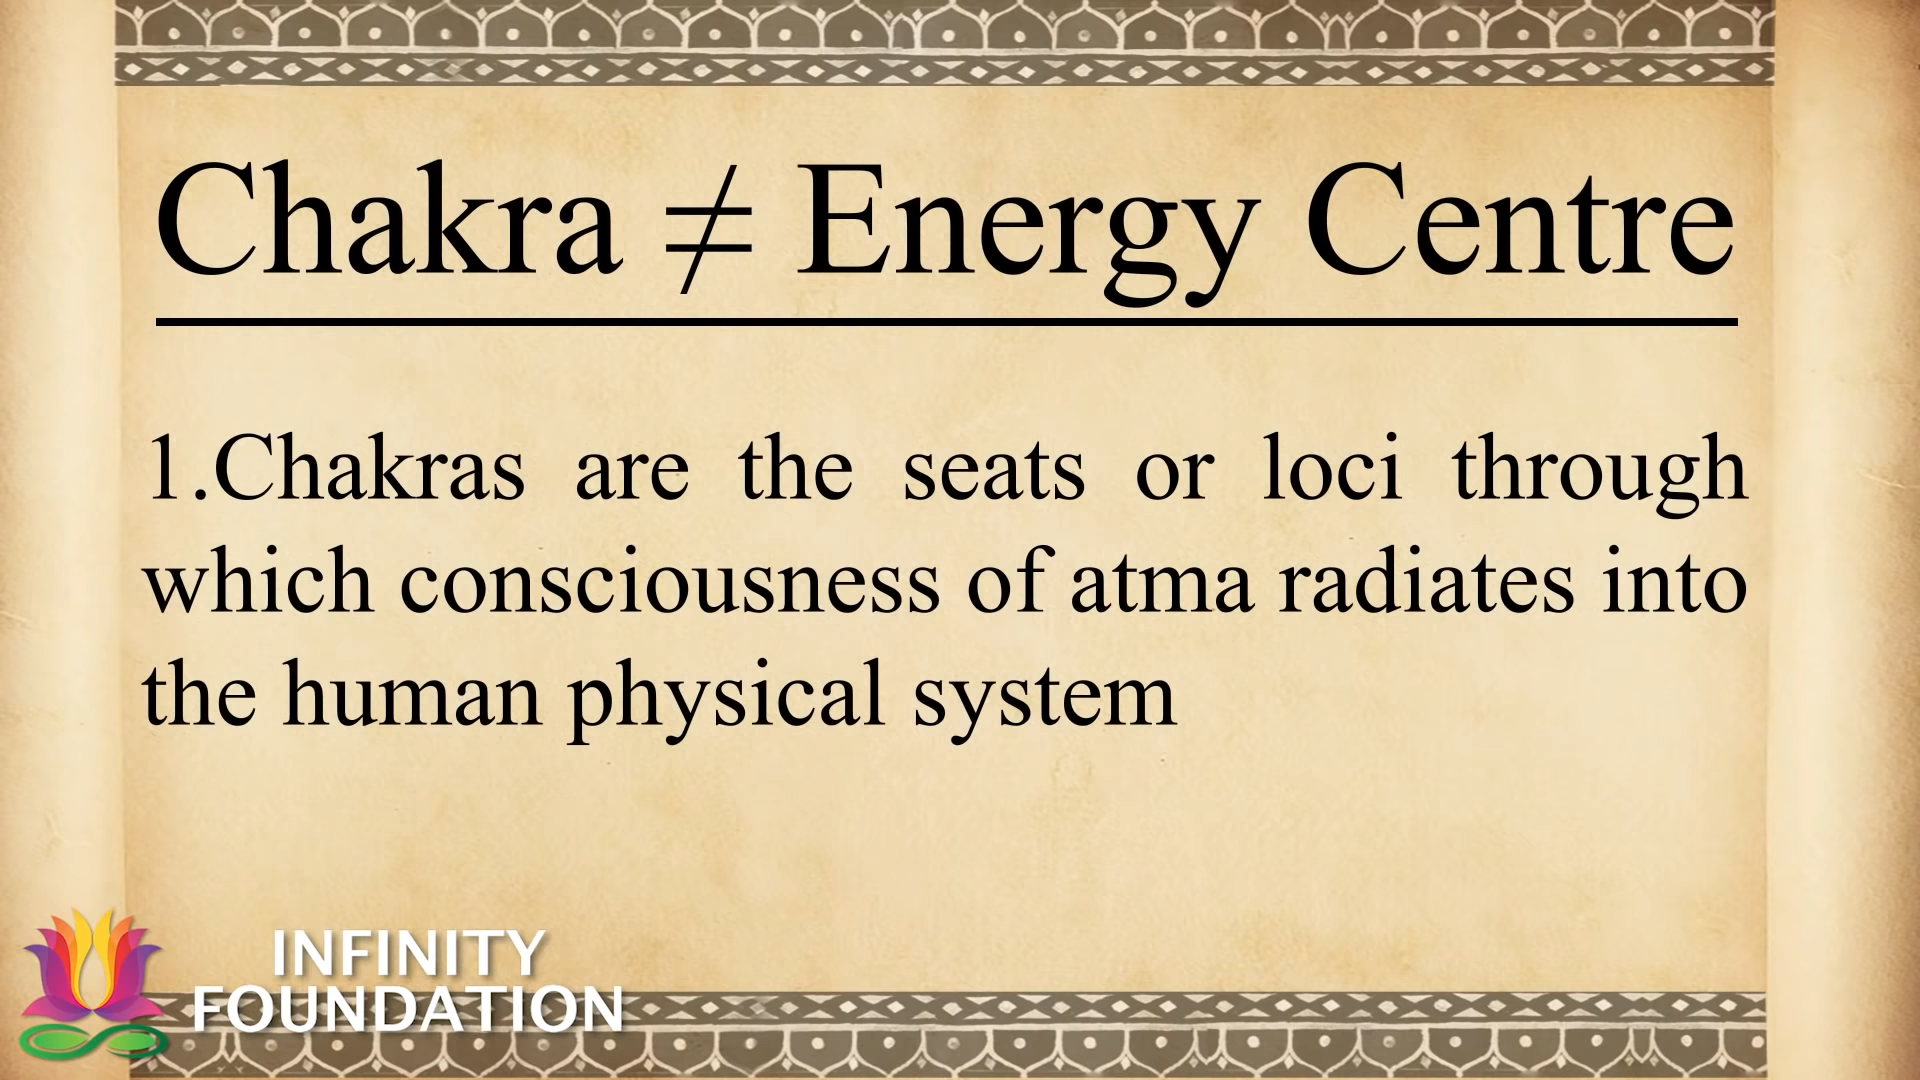 Chakra ≠ Energy Centre
1.Chakras are the seats or loci through
which consciousness of atma radiates into
the human physical system
INFINITY
FOUNDATION